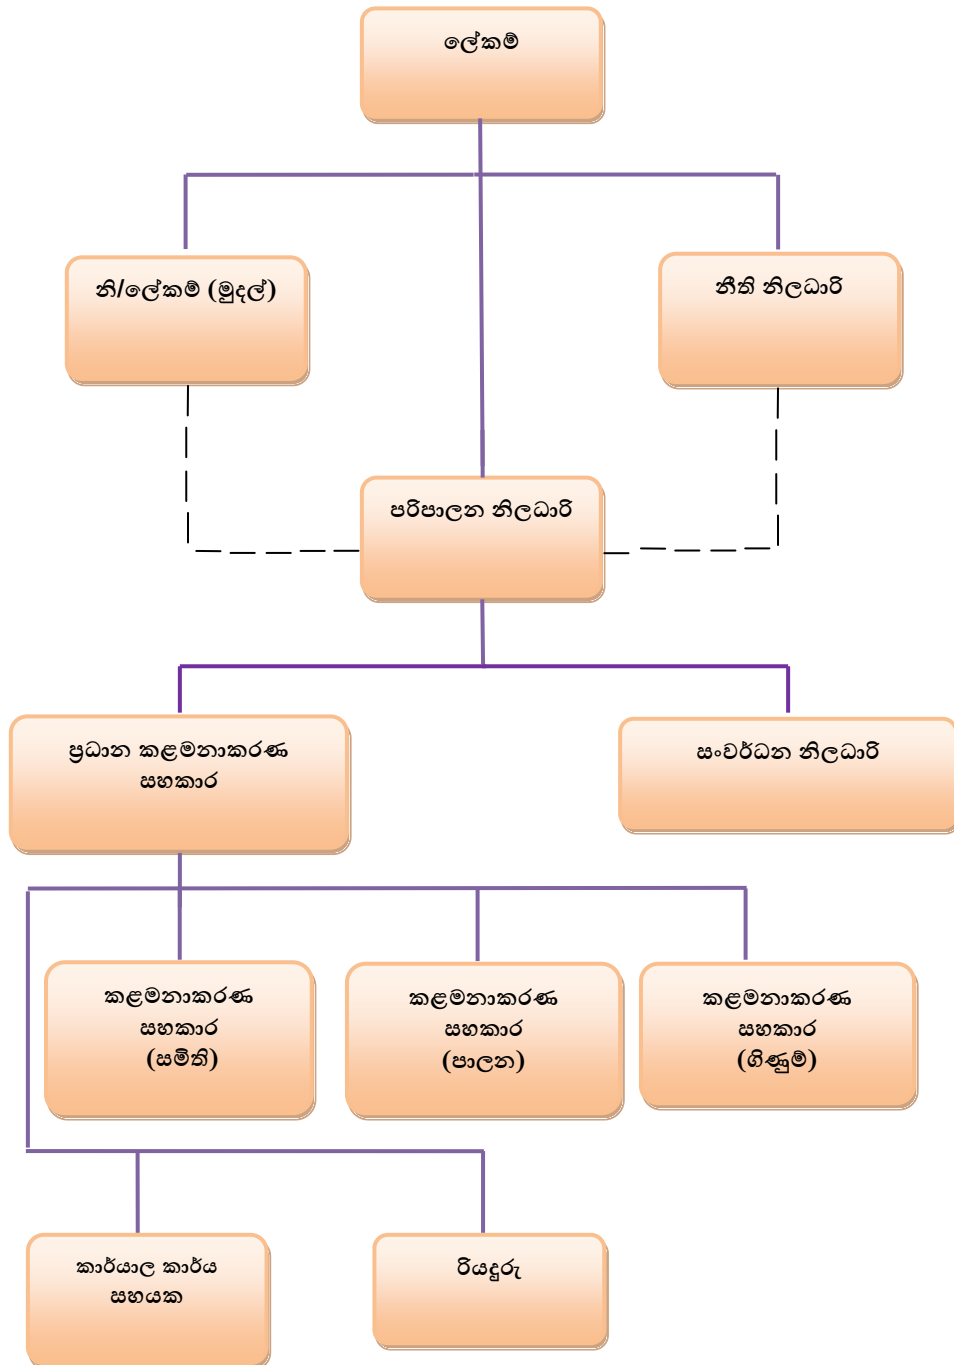 ලේකම්
නි/ලේකම් (මුදල්)
නීති නිලධාරි
පරිපාලන නිලධාරි
ප්‍රධාන කළමනාකරණ
සහකාර
සංවර්ධන නිලධාරි
කළමනාකරණ
සහකාර
(සමිති)
කළමනාකරණ
සහකාර
(පාලන)
කළමනාකරණ
සහකාර
(ගිණුම්)
කාර්යාල කාර්ය
සහයක
රියදුරු